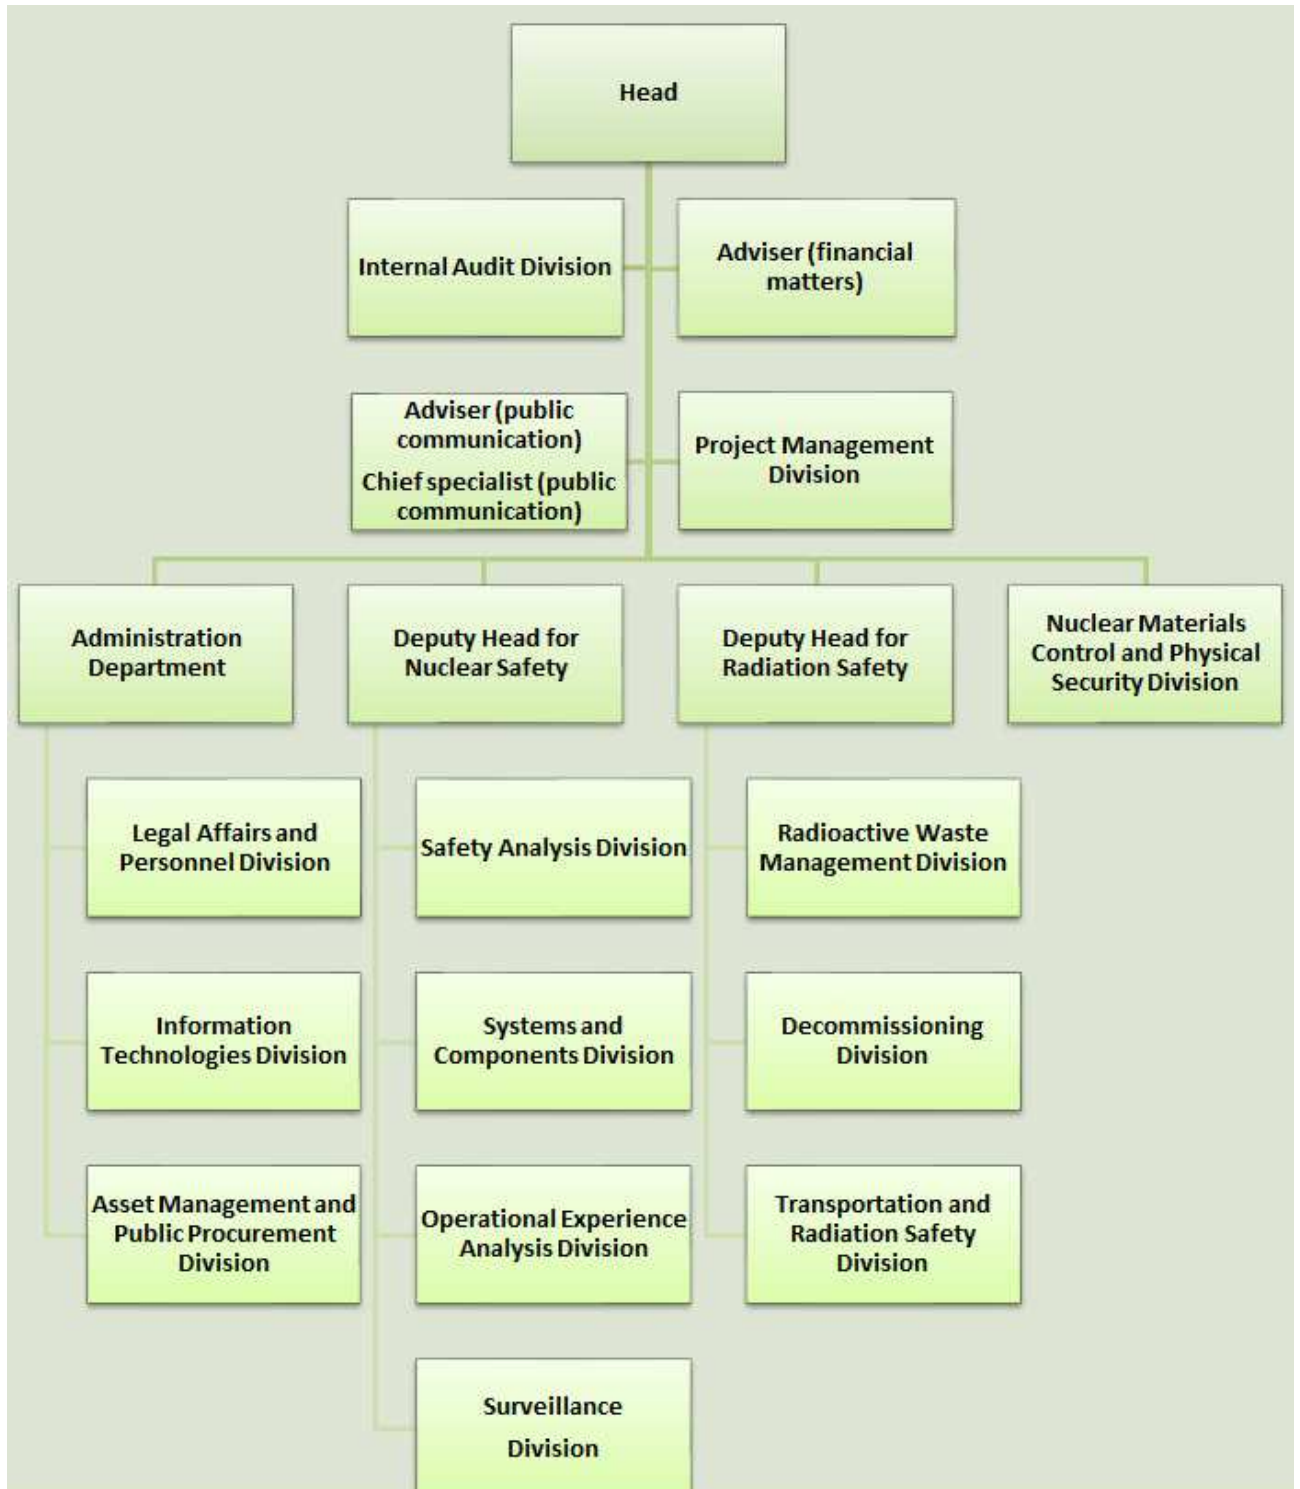 Head
Internal Audit Division
Adviser (financial
matters)
Adviser (public
communication)
Chief specialist (public
communication)
Project Management
Division
Administration
Department
Deputy Head for
Nuclear Safety
Deputy Head for
Radiation Safety
Nuclear Materials
Control and Physical
Security Division
Legal Affairs and
Personnel Division
Safety Analysis Division
Radioactive Waste
Management Division
Information
Technologies Division
Systems and
Components Division
Decommissioning
Division
Asset Management and
Public Procurement
Division
Operational Experience
Analysis Division
Transportation and
Radiation Safety
Division
Surveillance
Division